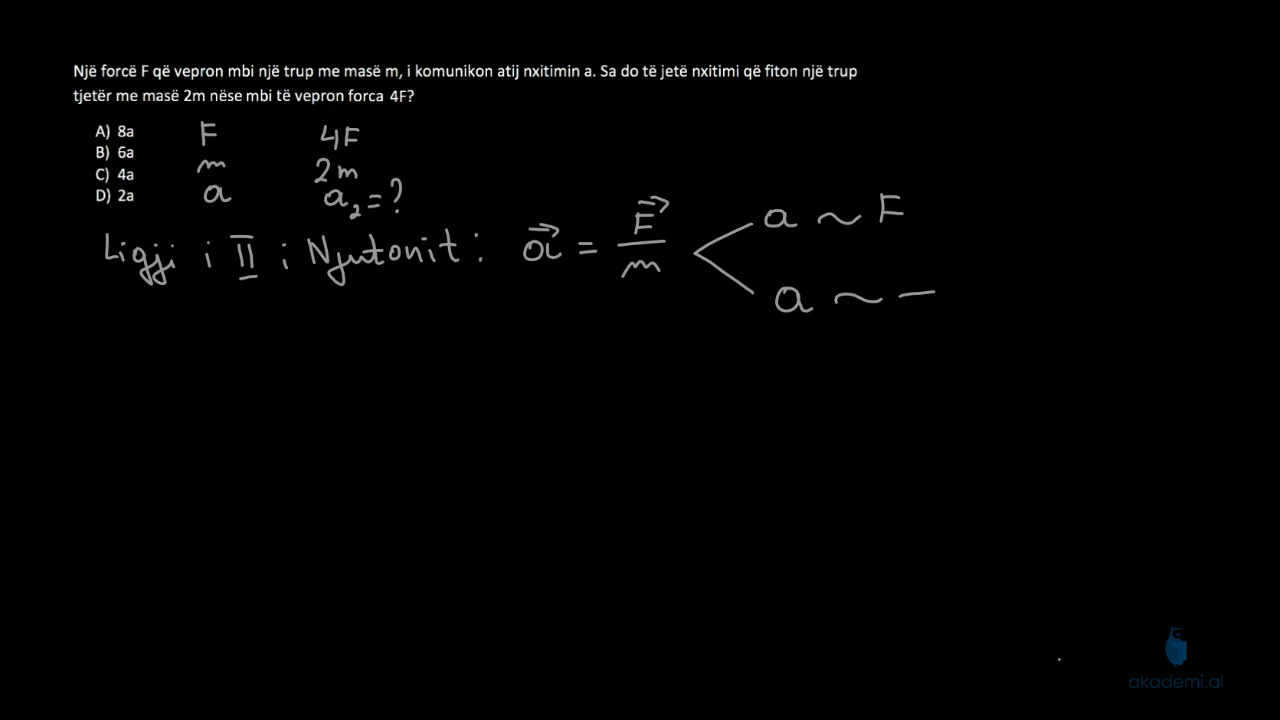 Një forcë F që vepron mbi një trup me masë m, i komunikon atij nxitimin a. Sa do të jetë nxitimi që fiton një trup
tjetër me masë 2m nëse mbi të vepron forca 4F?
A) 8a
B) 6a
C) 4a
D) 2a
F 4F
m 2m
a a₂ = ?
Ligji i II i Njutonit: a⃗ = F⃗/m
a ~ F
a ~ —
akademi.al